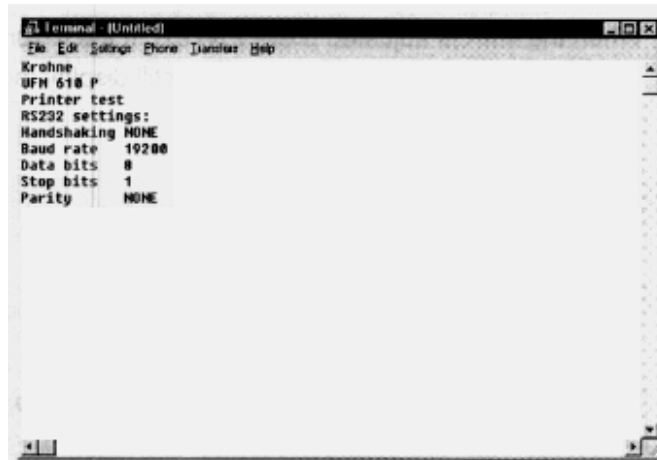 Terminal - (Untitled)
File Edit Settings Phone Transfers Help
Krohne
UFM 610 P
Printer test
RS232 settings:
Handshaking NONE
Baud rate 19200
Data bits 8
Stop bits 1
Parity NONE